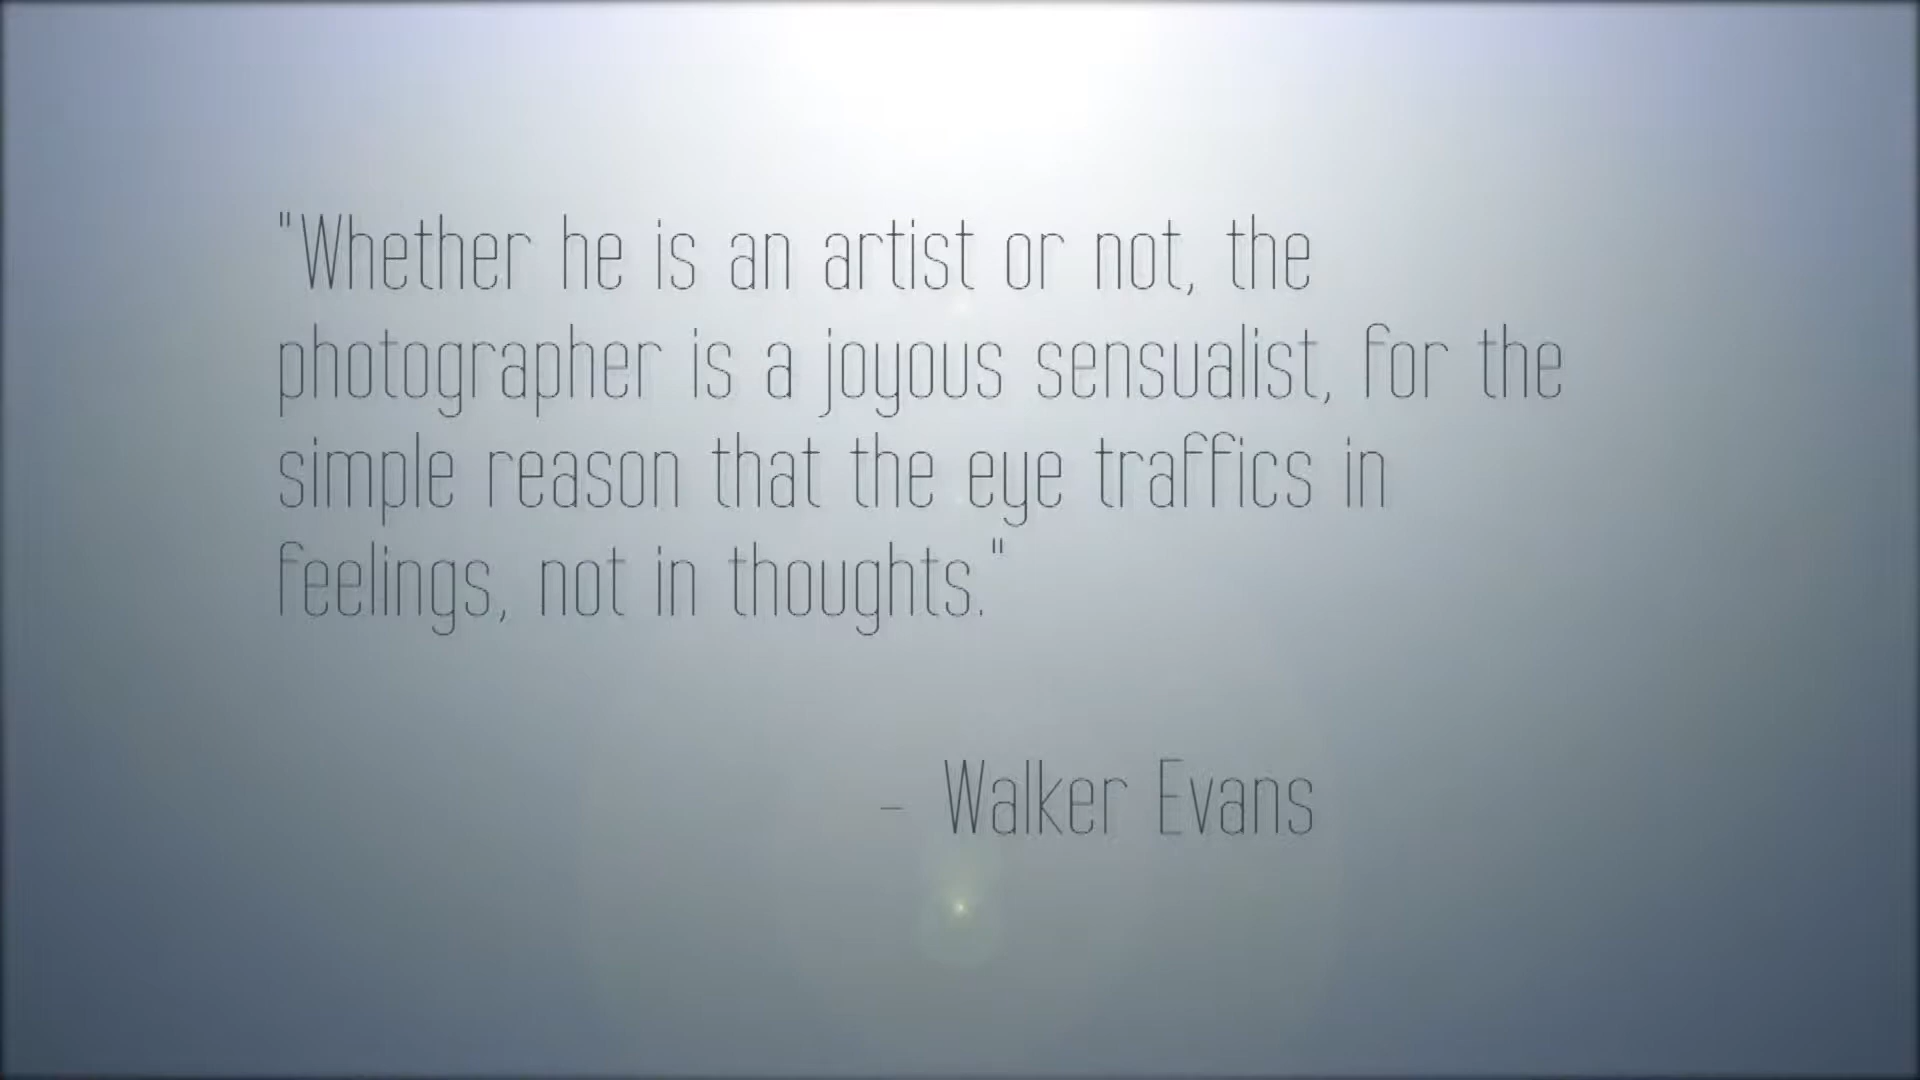 "Whether he is an artist or not, the
photographer is a joyous sensualist, for the
simple reason that the eye traffics in
feelings, not in thoughts."
- Walker Evans